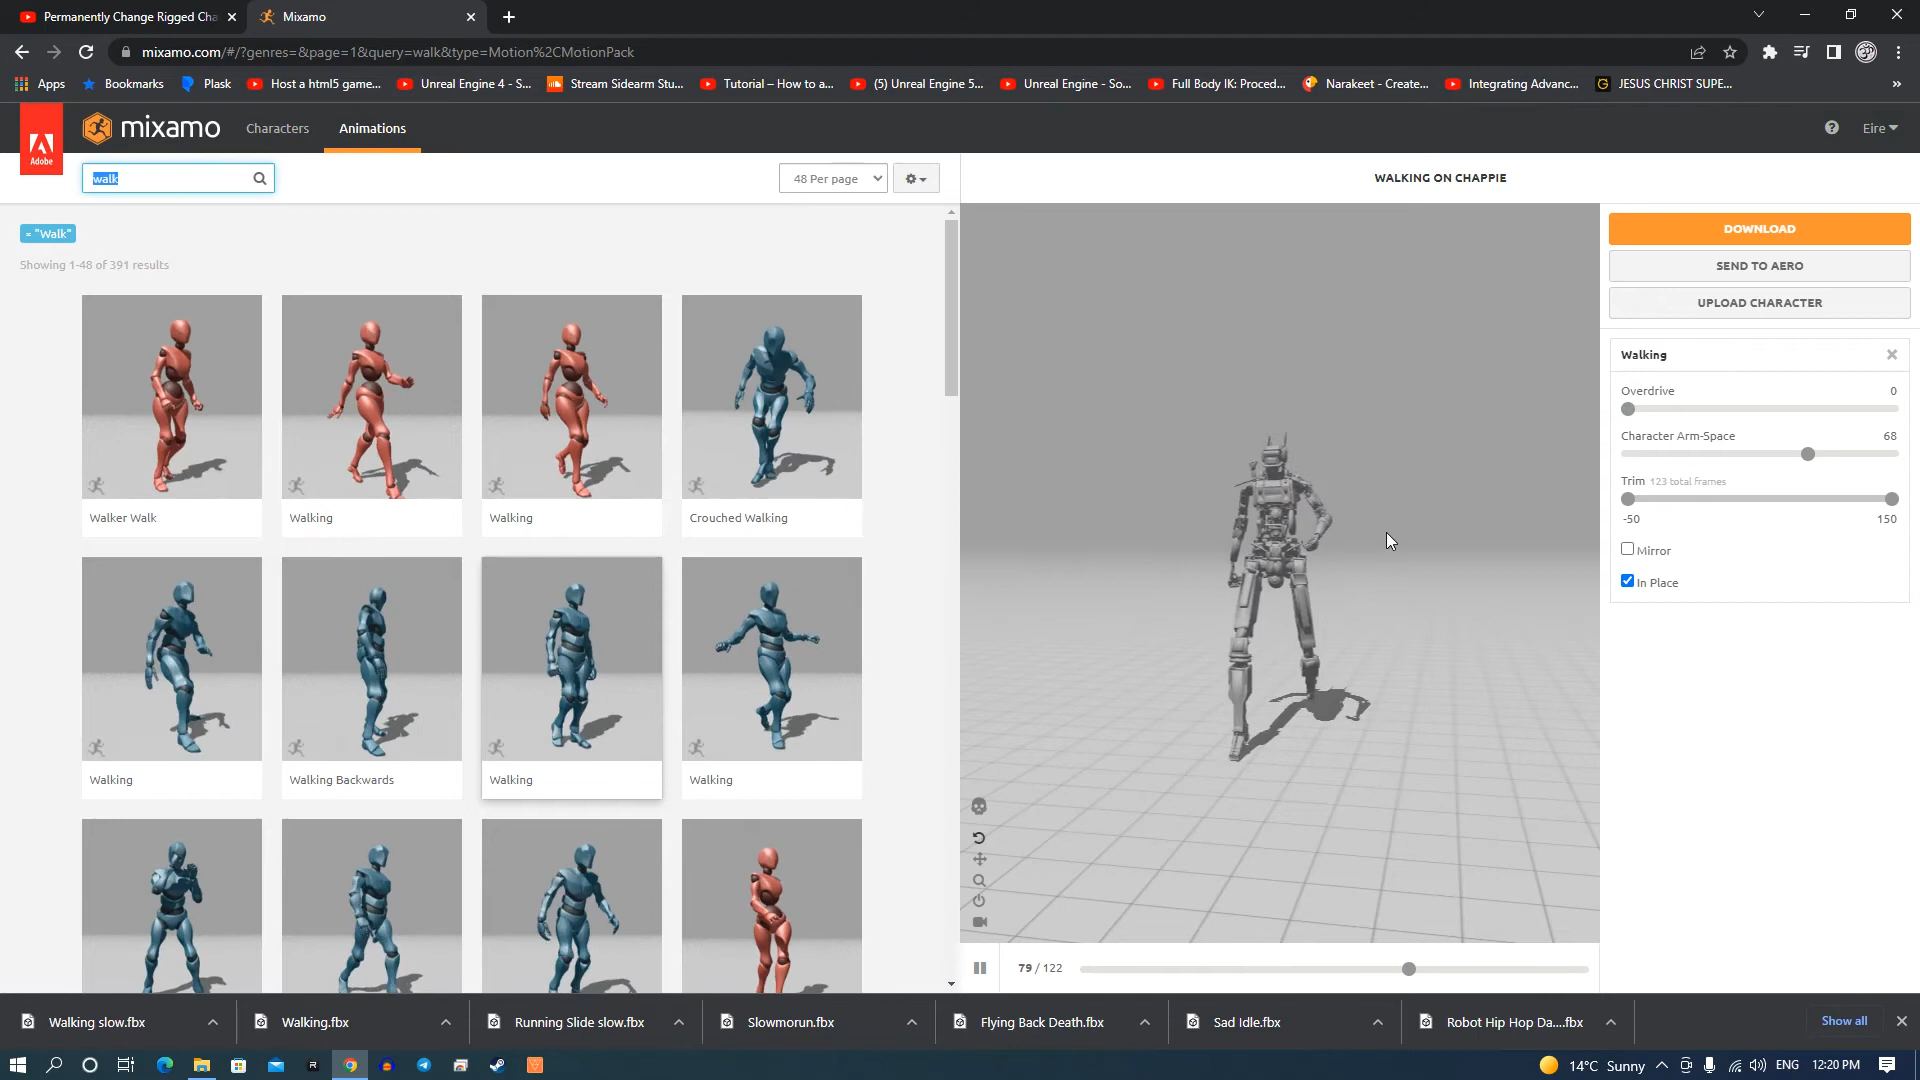 Permanently Change Rigged Cha
Mixamo
mixamo.com/#/?genres=&page=1&query=walk&type=Motion%2CMotionPack
Apps
Bookmarks
Plask
Host a html5 game...
Unreal Engine 4 - S...
Stream Sidearm Stu...
Tutorial – How to a...
(5) Unreal Engine 5...
Unreal Engine - So...
Full Body IK: Proced...
Narakeet - Create...
Integrating Advanc...
JESUS CHRIST SUPE...
»
Adobe
mixamo
Characters
Animations
Eire
walk
48 Per page
WALKING ON CHAPPIE
× "Walk"
Showing 1-48 of 391 results
DOWNLOAD
SEND TO AERO
UPLOAD CHARACTER
Walking
Overdrive 0
Character Arm-Space 68
Trim 123 total frames
-50 150
Mirror
In Place
Walker Walk
Walking
Walking
Crouched Walking
Walking
Walking Backwards
Walking
Walking
79 / 122
Walking slow.fbx
Walking.fbx
Running Slide slow.fbx
Slowmorun.fbx
Flying Back Death.fbx
Sad Idle.fbx
Robot Hip Hop Da....fbx
Show all
14°C Sunny
ENG
12:20 PM